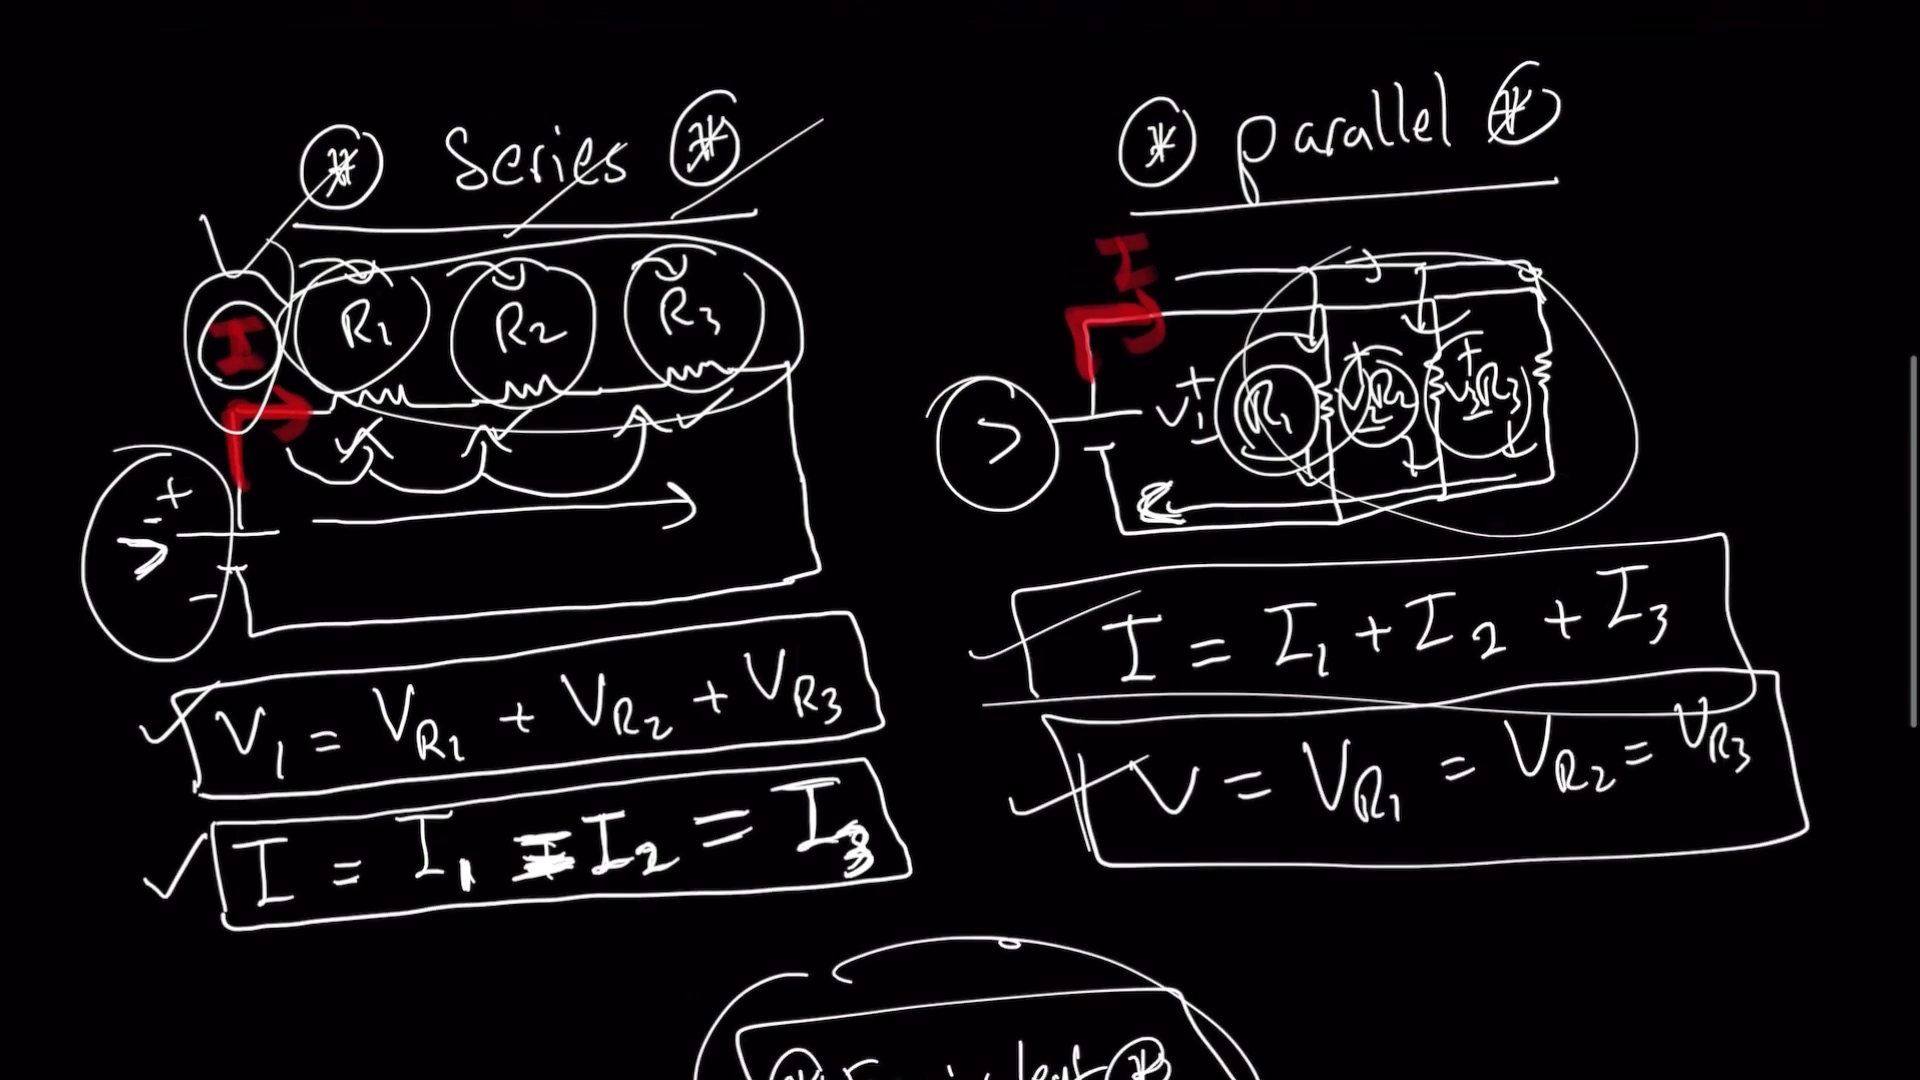 * Series *
* parallel *
I
R1 R2 R3
+
-
I
V1 + R1 R2 + R3
V1 = VR1 + VR2 + VR3
I = I1 = I2 = I3
I = I1 + I2 + I3
V = VR1 = VR2 = VR3